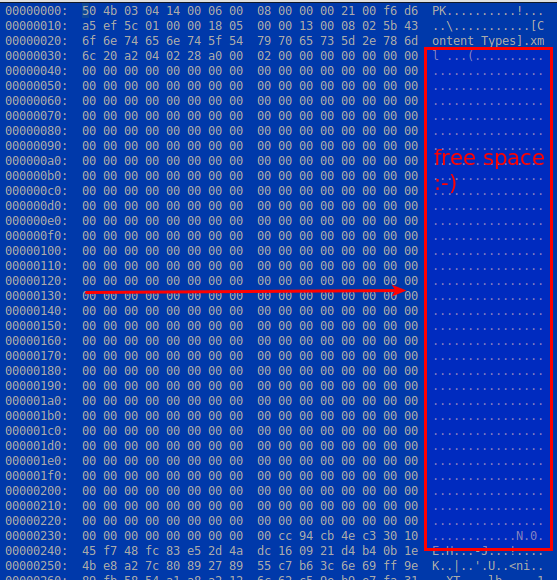 00000000: 50 4b 03 04 14 00 06 00 08 00 00 00 21 00 f6 d6 PK..........!...
00000010: a5 ef 5c 01 00 00 18 05 00 00 13 00 08 02 5b 43 ..\...........[C
00000020: 6f 6e 74 65 6e 74 5f 54 79 70 65 73 5d 2e 78 6d ontent_Types].xm
00000030: 6c 20 a2 04 02 28 a0 00 02 00 00 00 00 00 00 00 l ...(..........
00000040: 00 00 00 00 00 00 00 00 00 00 00 00 00 00 00 00 ................
00000050: 00 00 00 00 00 00 00 00 00 00 00 00 00 00 00 00 ................
00000060: 00 00 00 00 00 00 00 00 00 00 00 00 00 00 00 00 ................
00000070: 00 00 00 00 00 00 00 00 00 00 00 00 00 00 00 00 ................
00000080: 00 00 00 00 00 00 00 00 00 00 00 00 00 00 00 00 ................
00000090: 00 00 00 00 00 00 00 00 00 00 00 00 00 00 00 00 ................
free space
000000a0: 00 00 00 00 00 00 00 00 00 00 00 00 00 00 00 00
000000b0: 00 00 00 00 00 00 00 00 00 00 00 00 00 00 00 00 ................
:-)
000000c0: 00 00 00 00 00 00 00 00 00 00 00 00 00 00 00 00 ................
000000d0: 00 00 00 00 00 00 00 00 00 00 00 00 00 00 00 00 ................
000000e0: 00 00 00 00 00 00 00 00 00 00 00 00 00 00 00 00 ................
000000f0: 00 00 00 00 00 00 00 00 00 00 00 00 00 00 00 00 ................
00000100: 00 00 00 00 00 00 00 00 00 00 00 00 00 00 00 00 ................
00000110: 00 00 00 00 00 00 00 00 00 00 00 00 00 00 00 00 ................
00000120: 00 00 00 00 00 00 00 00 00 00 00 00 00 00 00 00 ................
00000130: 00 00 00 00 00 00 00 00 00 00 00 00 00 00 00 00 ................
00000140: 00 00 00 00 00 00 00 00 00 00 00 00 00 00 00 00 ................
00000150: 00 00 00 00 00 00 00 00 00 00 00 00 00 00 00 00 ................
00000160: 00 00 00 00 00 00 00 00 00 00 00 00 00 00 00 00 ................
00000170: 00 00 00 00 00 00 00 00 00 00 00 00 00 00 00 00 ................
00000180: 00 00 00 00 00 00 00 00 00 00 00 00 00 00 00 00 ................
00000190: 00 00 00 00 00 00 00 00 00 00 00 00 00 00 00 00 ................
000001a0: 00 00 00 00 00 00 00 00 00 00 00 00 00 00 00 00 ................
000001b0: 00 00 00 00 00 00 00 00 00 00 00 00 00 00 00 00 ................
000001c0: 00 00 00 00 00 00 00 00 00 00 00 00 00 00 00 00 ................
000001d0: 00 00 00 00 00 00 00 00 00 00 00 00 00 00 00 00 ................
000001e0: 00 00 00 00 00 00 00 00 00 00 00 00 00 00 00 00 ................
000001f0: 00 00 00 00 00 00 00 00 00 00 00 00 00 00 00 00 ................
00000200: 00 00 00 00 00 00 00 00 00 00 00 00 00 00 00 00 ................
00000210: 00 00 00 00 00 00 00 00 00 00 00 00 00 00 00 00 ................
00000220: 00 00 00 00 00 00 00 00 00 00 00 00 00 00 00 00 ................
00000230: 00 00 00 00 00 00 00 00 00 cc 94 cb 4e c3 30 10 ............N.0.
00000240: 45 f7 48 fc 83 e5 2d 4a dc 16 09 21 d4 b4 0b 1e
00000250: 4b e8 a2 7c 80 89 27 89 55 c7 b6 3c 6e 69 ff 9e K..|..'.U..<ni..